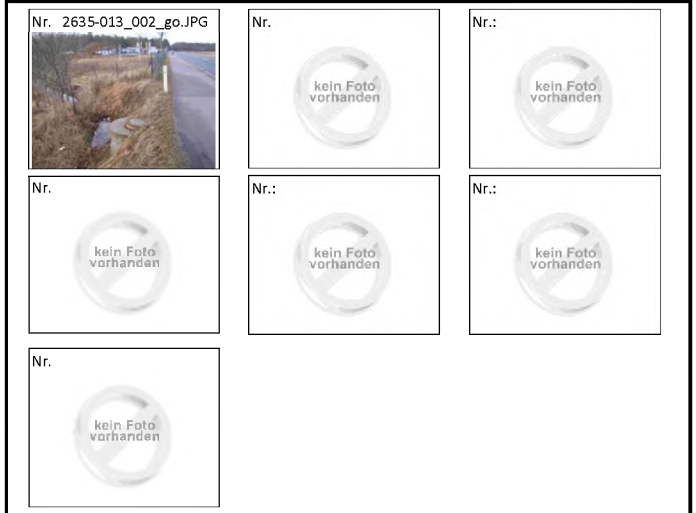 Nr. 2635-013_002_go.JPG
Nr.
kein Foto
vorhanden
Nr.:
kein Foto
vorhanden
Nr.
kein Foto
vorhanden
Nr.:
kein Foto
vorhanden
Nr.:
kein Foto
vorhanden
Nr.
kein Foto
vorhanden